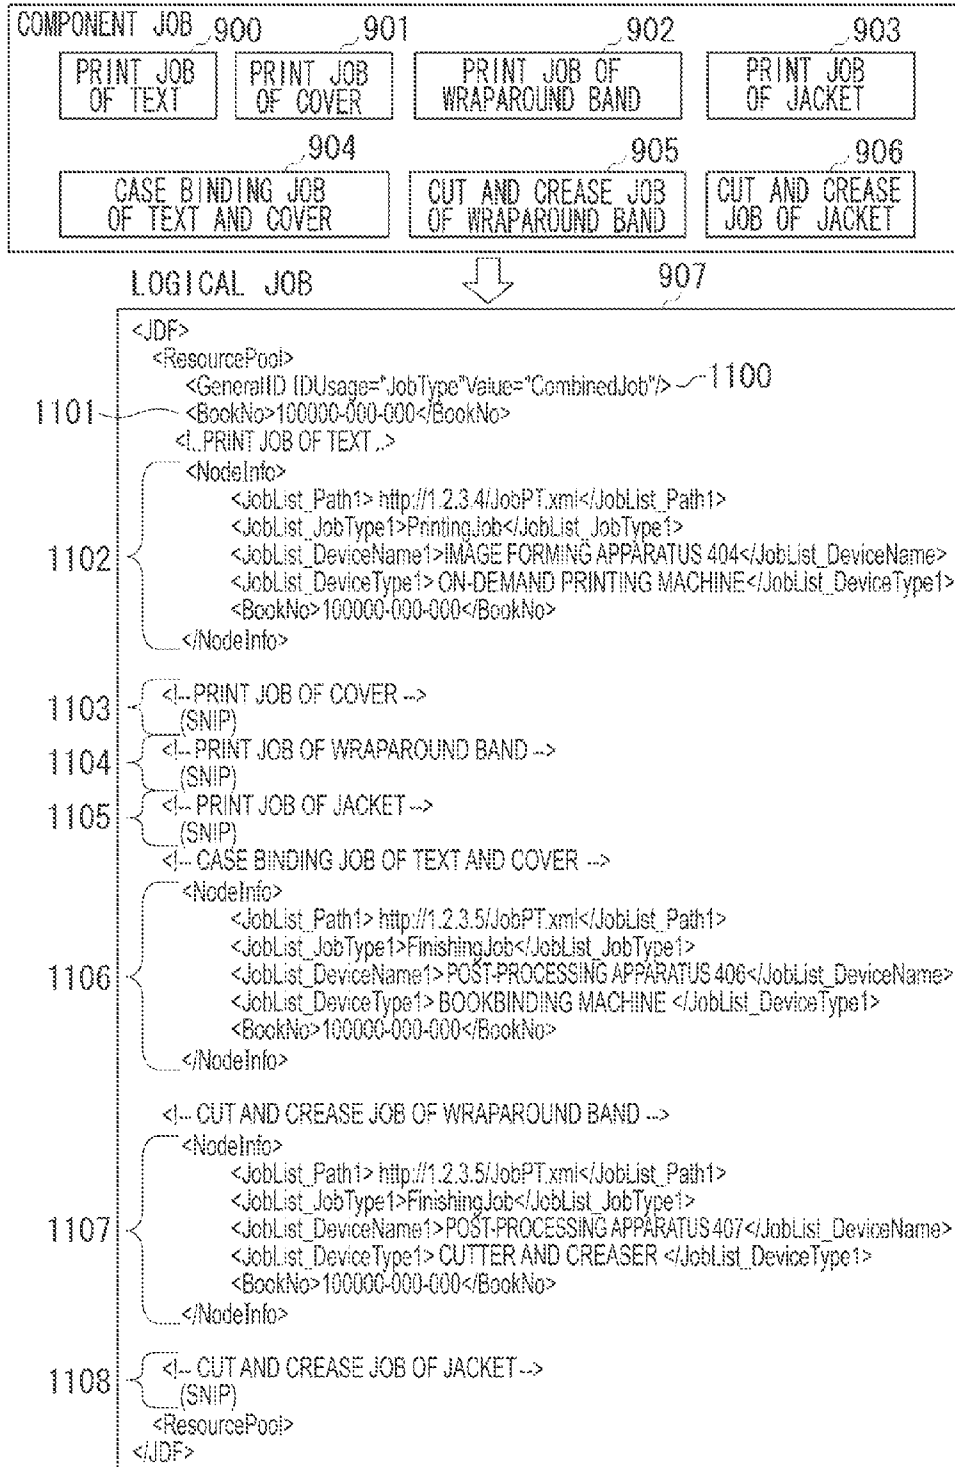 COMPONENT JOB
900
901
902
903
PRINT JOB
OF TEXT
PRINT JOB
OF COVER
PRINT JOB OF
WRAPAROUND BAND
PRINT JOB
OF JACKET
904
905
906
CASE BINDING JOB
OF TEXT AND COVER
CUT AND CREASE JOB
OF WRAPAROUND BAND
CUT AND CREASE
JOB OF JACKET
LOGICAL JOB
907
<JDF>
<ResourcePool>
<GeneralID IDUsage="JobType"Value="CombinedJob"/> 1100
1101 <BookNo>100000-000-000</BookNo>
<!..PRINT JOB OF TEXT ..>
<NodeInfo>
<JobList_Path1> http://1.2.3.4/JobPT.xml</JobList_Path1>
<JobList_JobType1>PrintingJob</JobList_JobType1>
1102 <JobList_DeviceName1>IMAGE FORMING APPARATUS 404</JobList_DeviceName>
<JobList_DeviceType1> ON-DEMAND PRINTING MACHINE</JobList_DeviceType1>
<BookNo>100000-000-000</BookNo>
</NodeInfo>
1103 <!-- PRINT JOB OF COVER -->
(SNIP)
1104 <!-- PRINT JOB OF WRAPAROUND BAND -->
(SNIP)
1105 <!-- PRINT JOB OF JACKET -->
(SNIP)
<!-- CASE BINDING JOB OF TEXT AND COVER -->
<NodeInfo>
<JobList_Path1> http://1.2.3.5/JobPT.xml</JobList_Path1>
<JobList_JobType1>FinishingJob</JobList_JobType1>
1106 <JobList_DeviceName1>POST-PROCESSING APPARATUS 406</JobList_DeviceName>
<JobList_DeviceType1> BOOKBINDING MACHINE </JobList_DeviceType1>
<BookNo>100000-000-000</BookNo>
</NodeInfo>
<!-- CUT AND CREASE JOB OF WRAPAROUND BAND -->
<NodeInfo>
<JobList_Path1> http://1.2.3.5/JobPT.xml</JobList_Path1>
<JobList_JobType1>FinishingJob</JobList_JobType1>
1107 <JobList_DeviceName1>POST-PROCESSING APPARATUS 407</JobList_DeviceName>
<JobList_DeviceType1> CUTTER AND CREASER </JobList_DeviceType1>
<BookNo>100000-000-000</BookNo>
</NodeInfo>
1108 <!-- CUT AND CREASE JOB OF JACKET -->
(SNIP)
<ResourcePool>
</JDF>